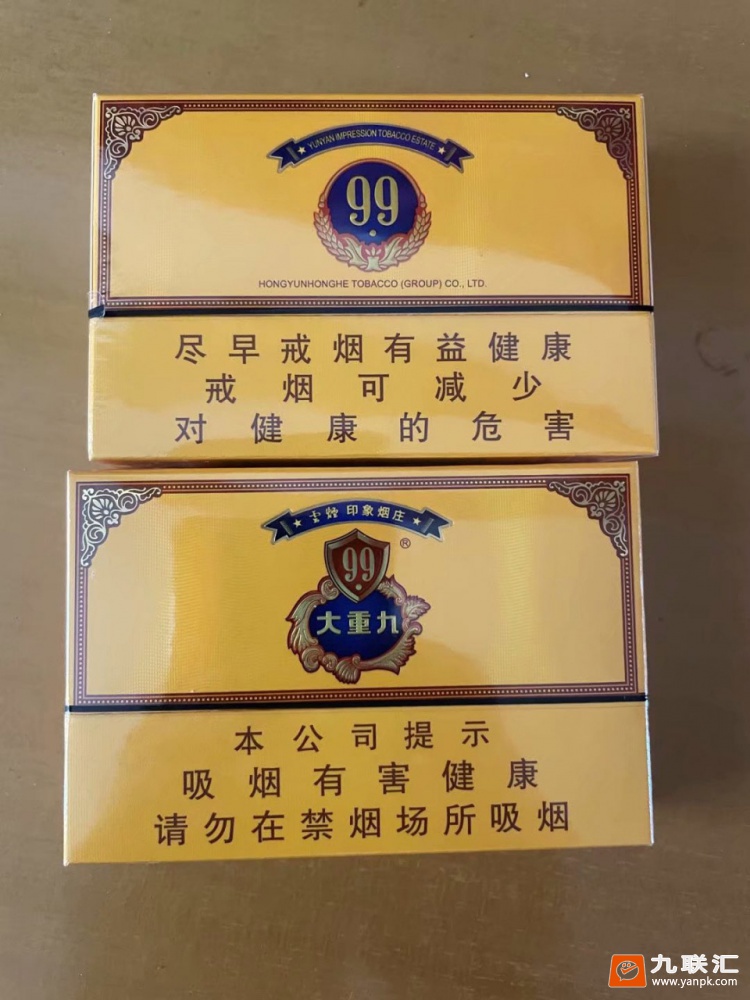 YUNYAN IMPRESSION TOBACCO ESTATE
99
HONGYUNHONGHE TOBACCO (GROUP) CO., LTD.
尽早戒烟有益健康
戒烟可减少
对健康的危害
云烟 印象烟庄
99
®
大重九
本公司提示
吸烟有害健康
请勿在禁烟场所吸烟
九联汇
www.yanpk.com